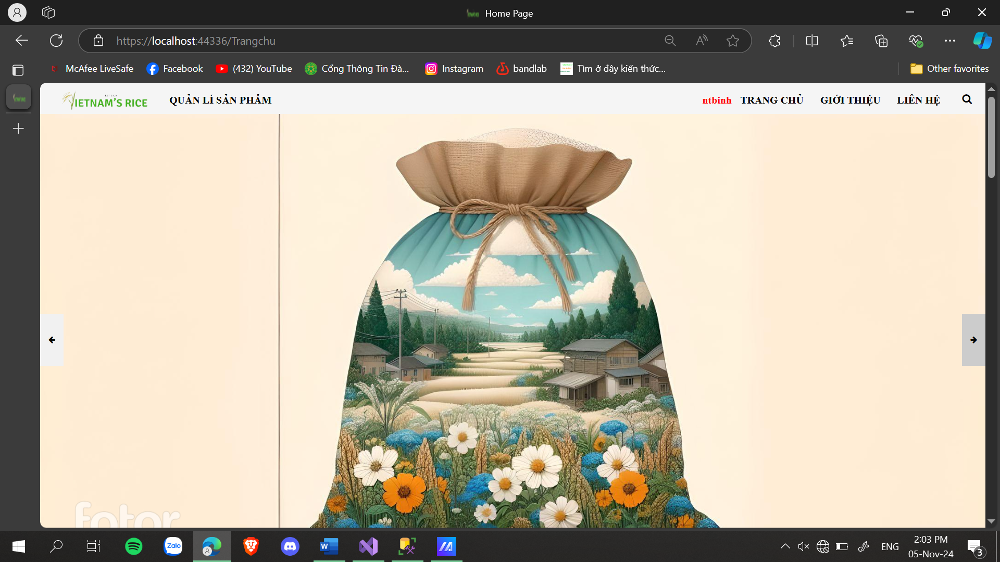 Home Page
https://localhost:44336/Trangchu
McAfee LiveSafe
Facebook
(432) YouTube
Cổng Thông Tin Đà...
Instagram
bandlab
Tìm ở đây kiến thức...
Other favorites
EST 2024
VIETNAM'S RICE
QUẢN LÍ SẢN PHẨM
ntbinh
TRANG CHỦ
GIỚI THIỆU
LIÊN HỆ
fotor
Zalo
W
ENG
2:03 PM
05-Nov-24
3